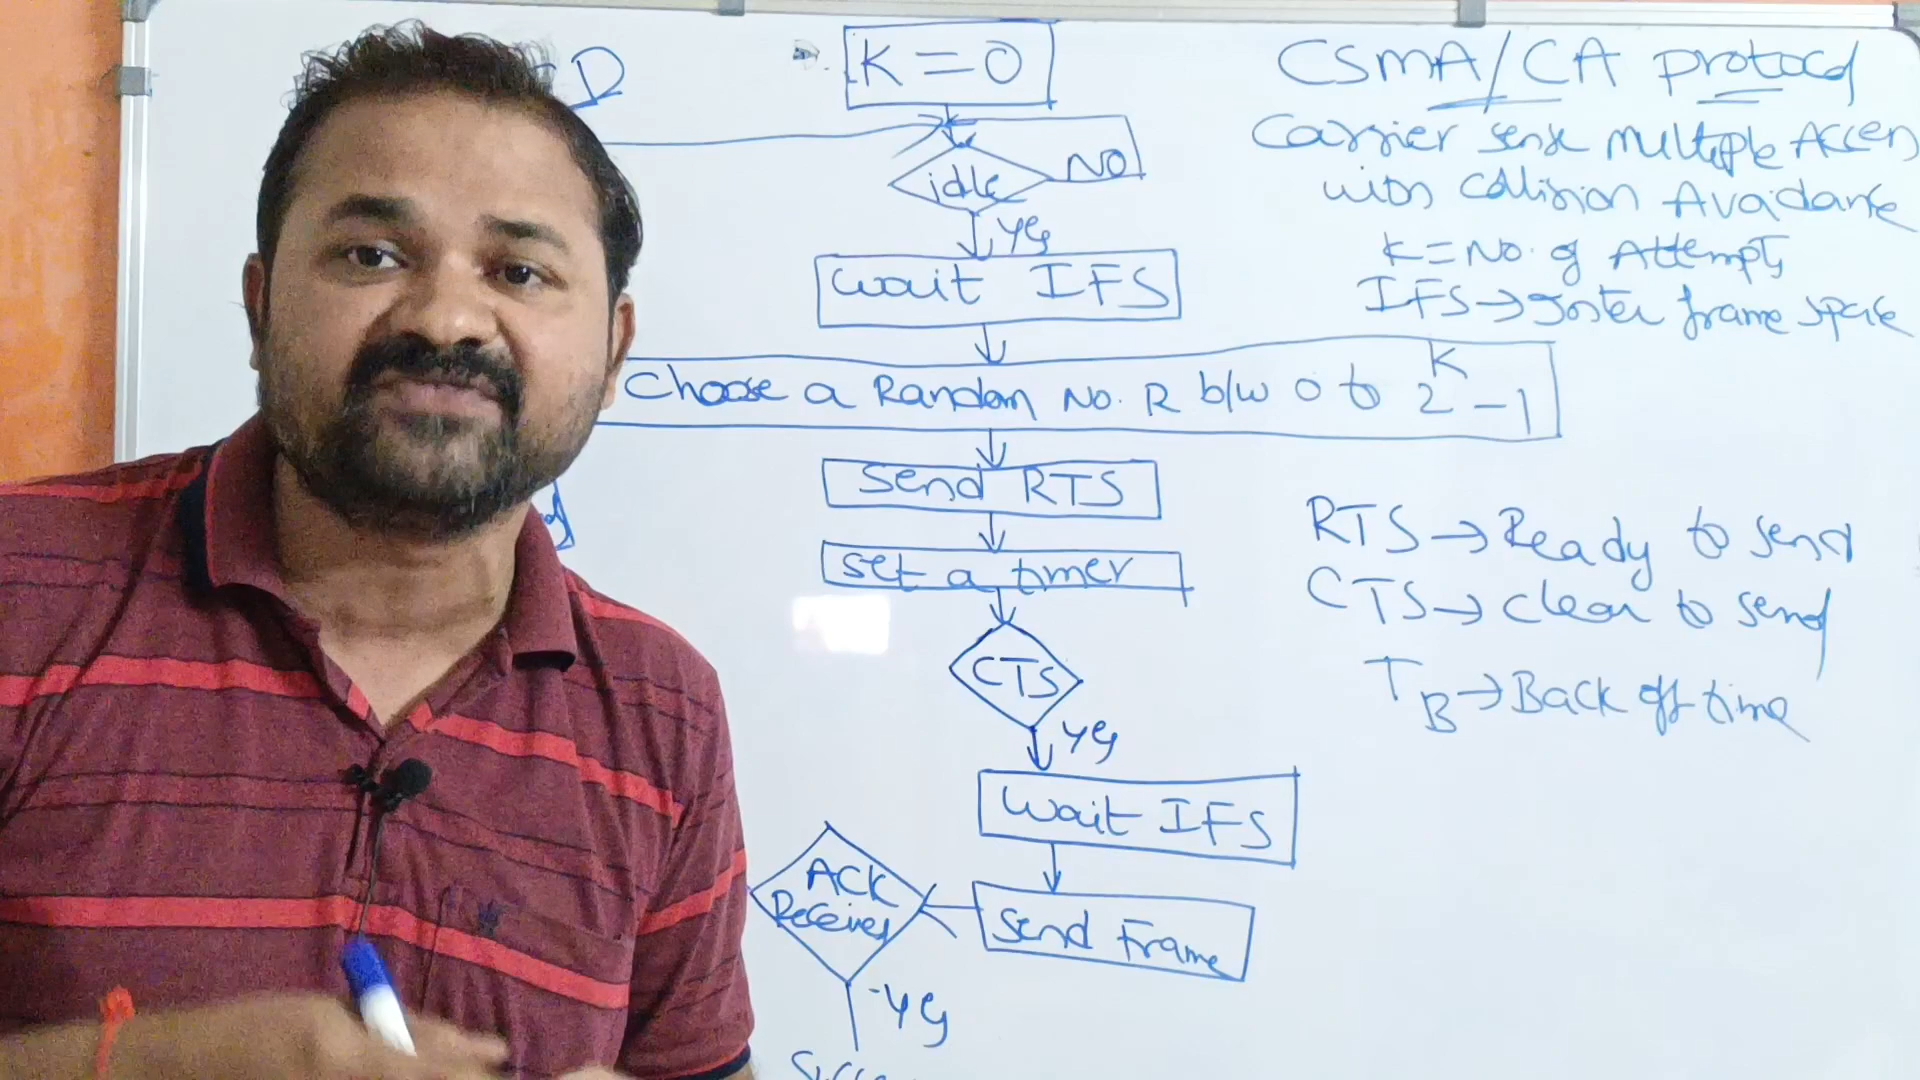 K = 0
CSMA/CA protocol
idle
NO
Carrier sense multiple Access
with Collision Avoidance
Yes
K = No. of Attempts
wait IFS
IFS → Inter frame space
Choose a Random No. R b/w 0 to 2^K - 1
Send RTS
RTS → Ready to send
set a timer
CTS → Clear to send
CTS
TB → Back off time
Yes
wait IFS
ACK
Received
Send Frame
Yes